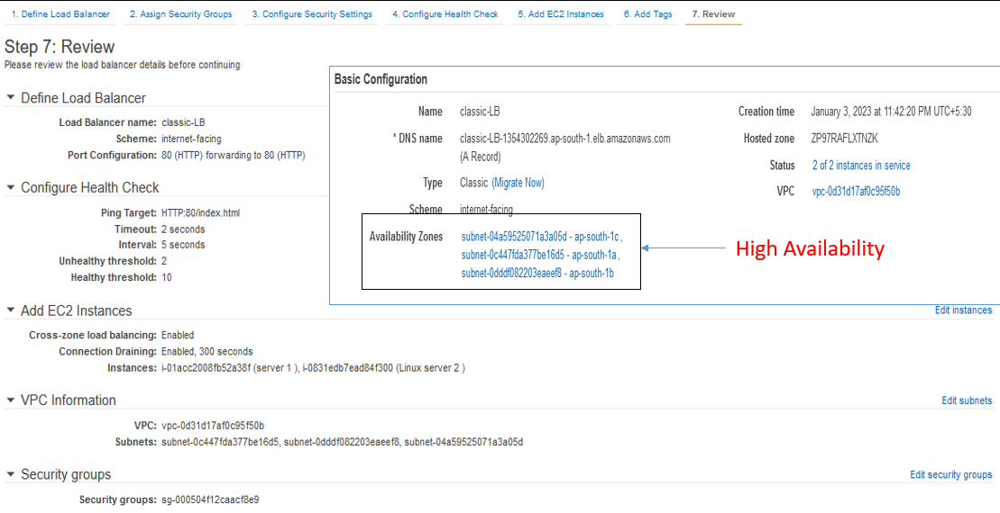 1. Define Load Balancer 2. Assign Security Groups 3. Configure Security Settings 4. Configure Health Check 5. Add EC2 Instances 6. Add Tags 7. Review
Step 7: Review
Please review the load balancer details before continuing
Define Load Balancer
Load Balancer name: classic-LB
Scheme: internet-facing
Port Configuration: 80 (HTTP) forwarding to 80 (HTTP)
Configure Health Check
Ping Target: HTTP:80/index.html
Timeout: 2 seconds
Interval: 5 seconds
Unhealthy threshold: 2
Healthy threshold: 10
Basic Configuration
Name classic-LB
* DNS name classic-LB-1354302269.ap-south-1.elb.amazonaws.com
(A Record)
Type Classic (Migrate Now)
Scheme internet-facing
Availability Zones subnet-04a59525071a3a05d - ap-south-1c,
subnet-0c447fda377be16d5 - ap-south-1a,
subnet-0dddf082203eaeef8 - ap-south-1b
Creation time January 3, 2023 at 11:42:20 PM UTC+5:30
Hosted zone ZP97RAFLXTNZK
Status 2 of 2 instances in service
VPC vpc-0d31d17af0c95f50b
High Availability
Add EC2 Instances Edit instances
Cross-zone load balancing: Enabled
Connection Draining: Enabled, 300 seconds
Instances: i-01acc2008fb52a38f (server 1 ), i-0831edb7ead84f300 (Linux server 2 )
VPC Information Edit subnets
VPC: vpc-0d31d17af0c95f50b
Subnets: subnet-0c447fda377be16d5, subnet-0dddf082203eaeef8, subnet-04a59525071a3a05d
Security groups Edit security groups
Security groups: sg-000504f12caacf8e9